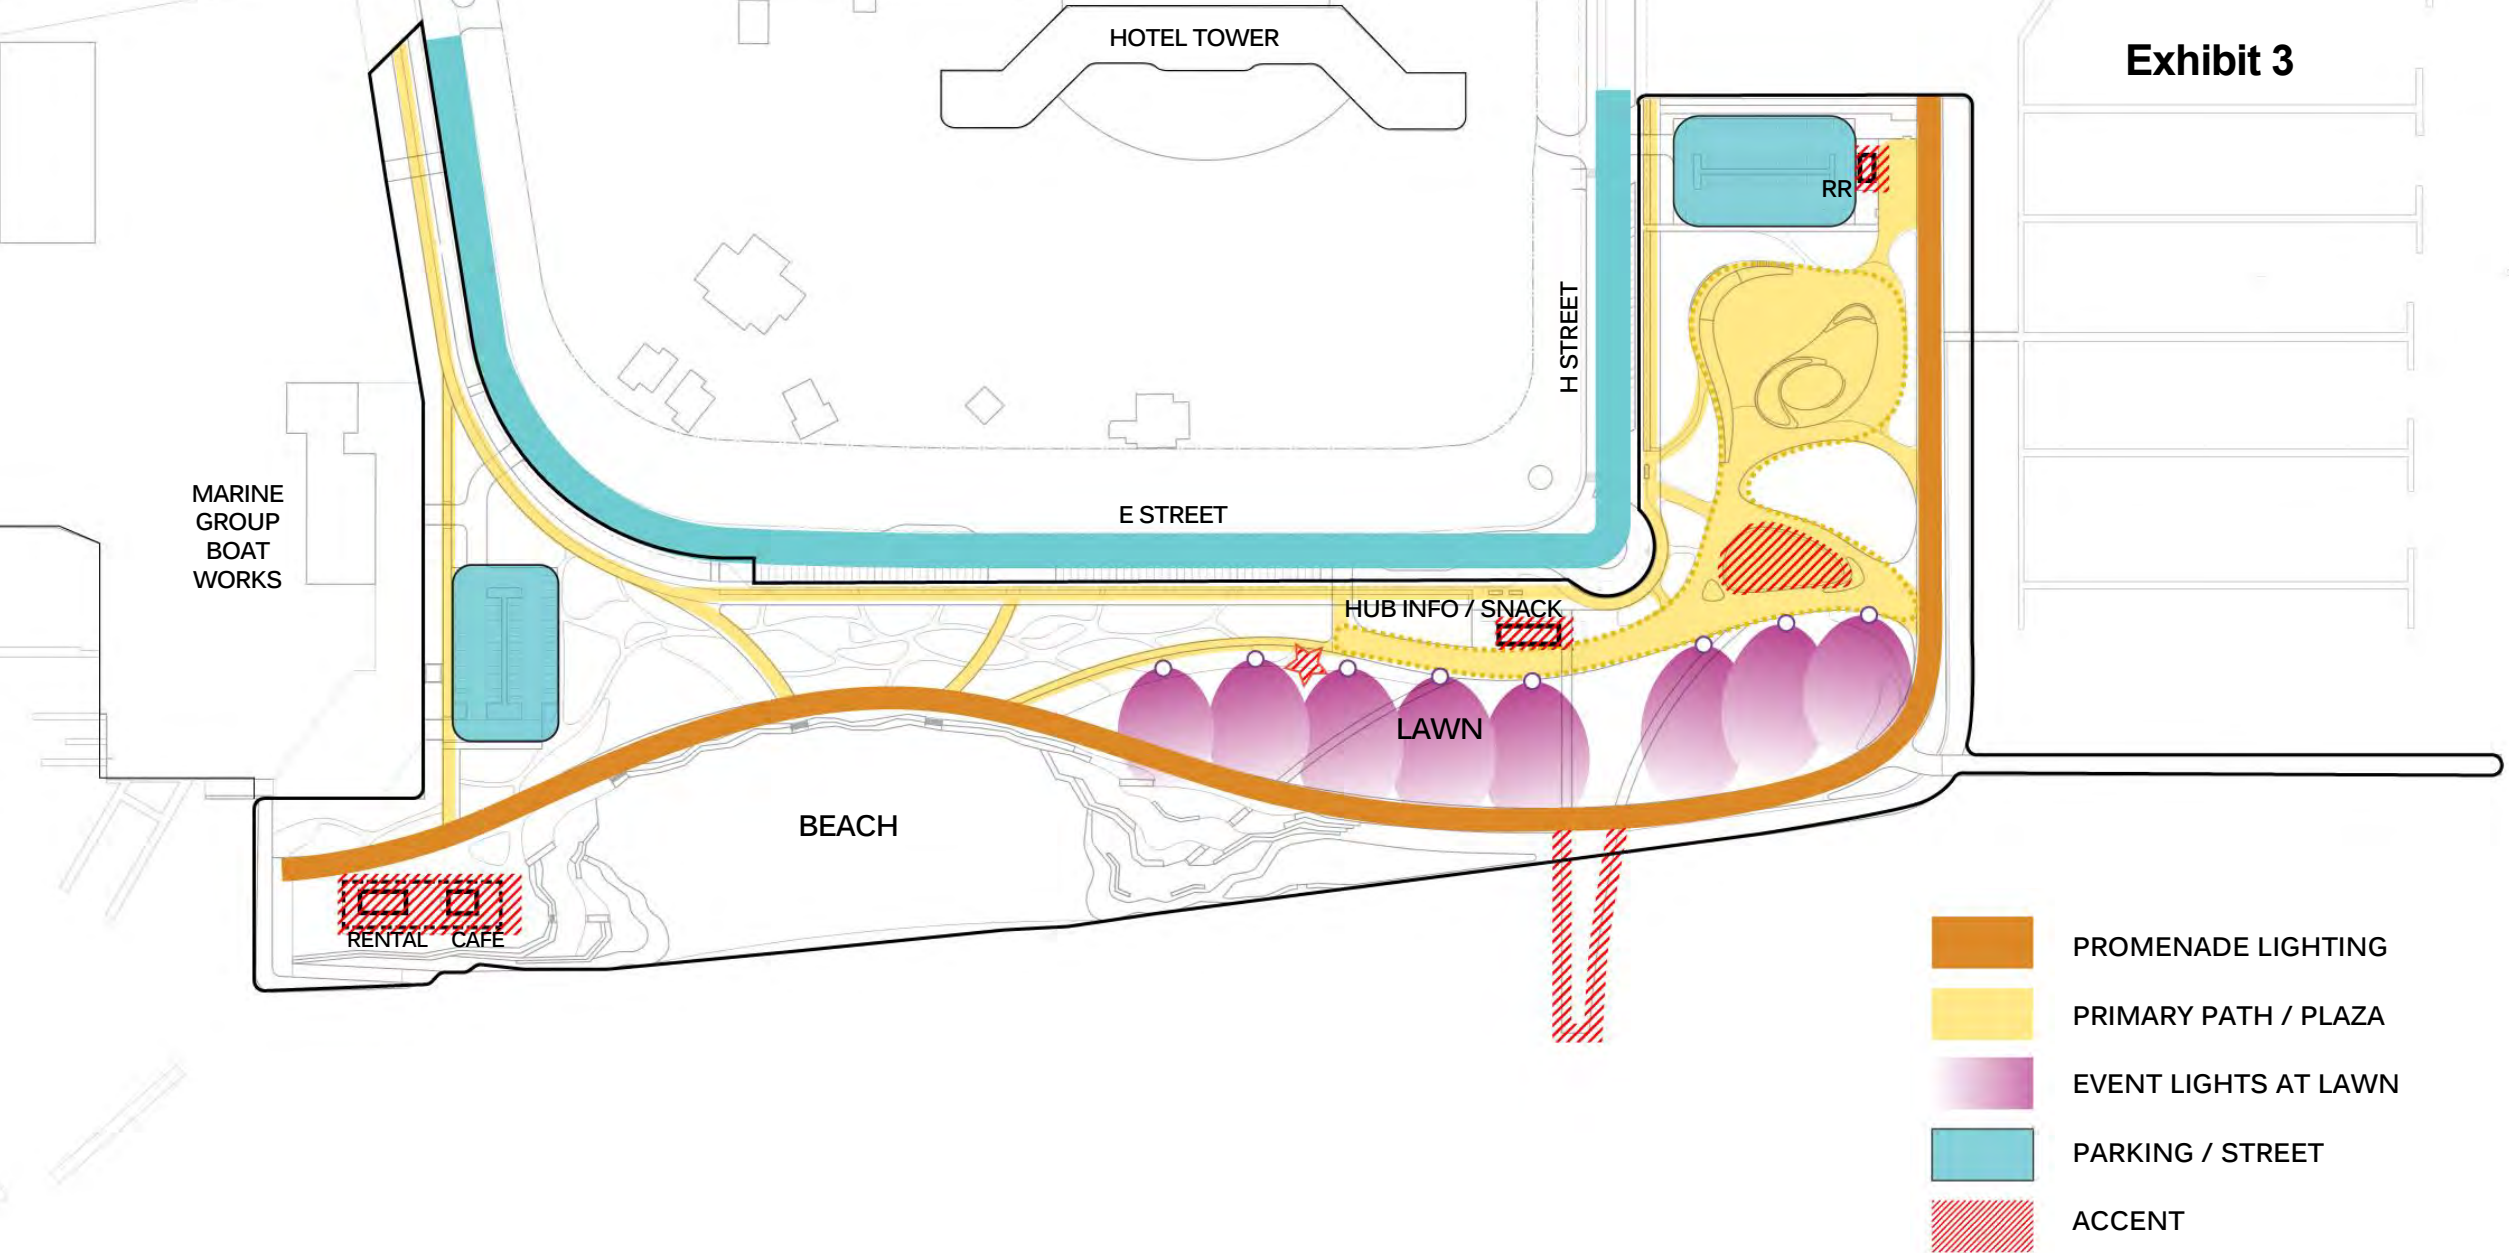 HOTEL TOWER
Exhibit 3
RR
H STREET
MARINE
GROUP
BOAT
WORKS
E STREET
HUB INFO / SNACK
LAWN
BEACH
RENTAL CAFE
PROMENADE LIGHTING
PRIMARY PATH / PLAZA
EVENT LIGHTS AT LAWN
PARKING / STREET
ACCENT